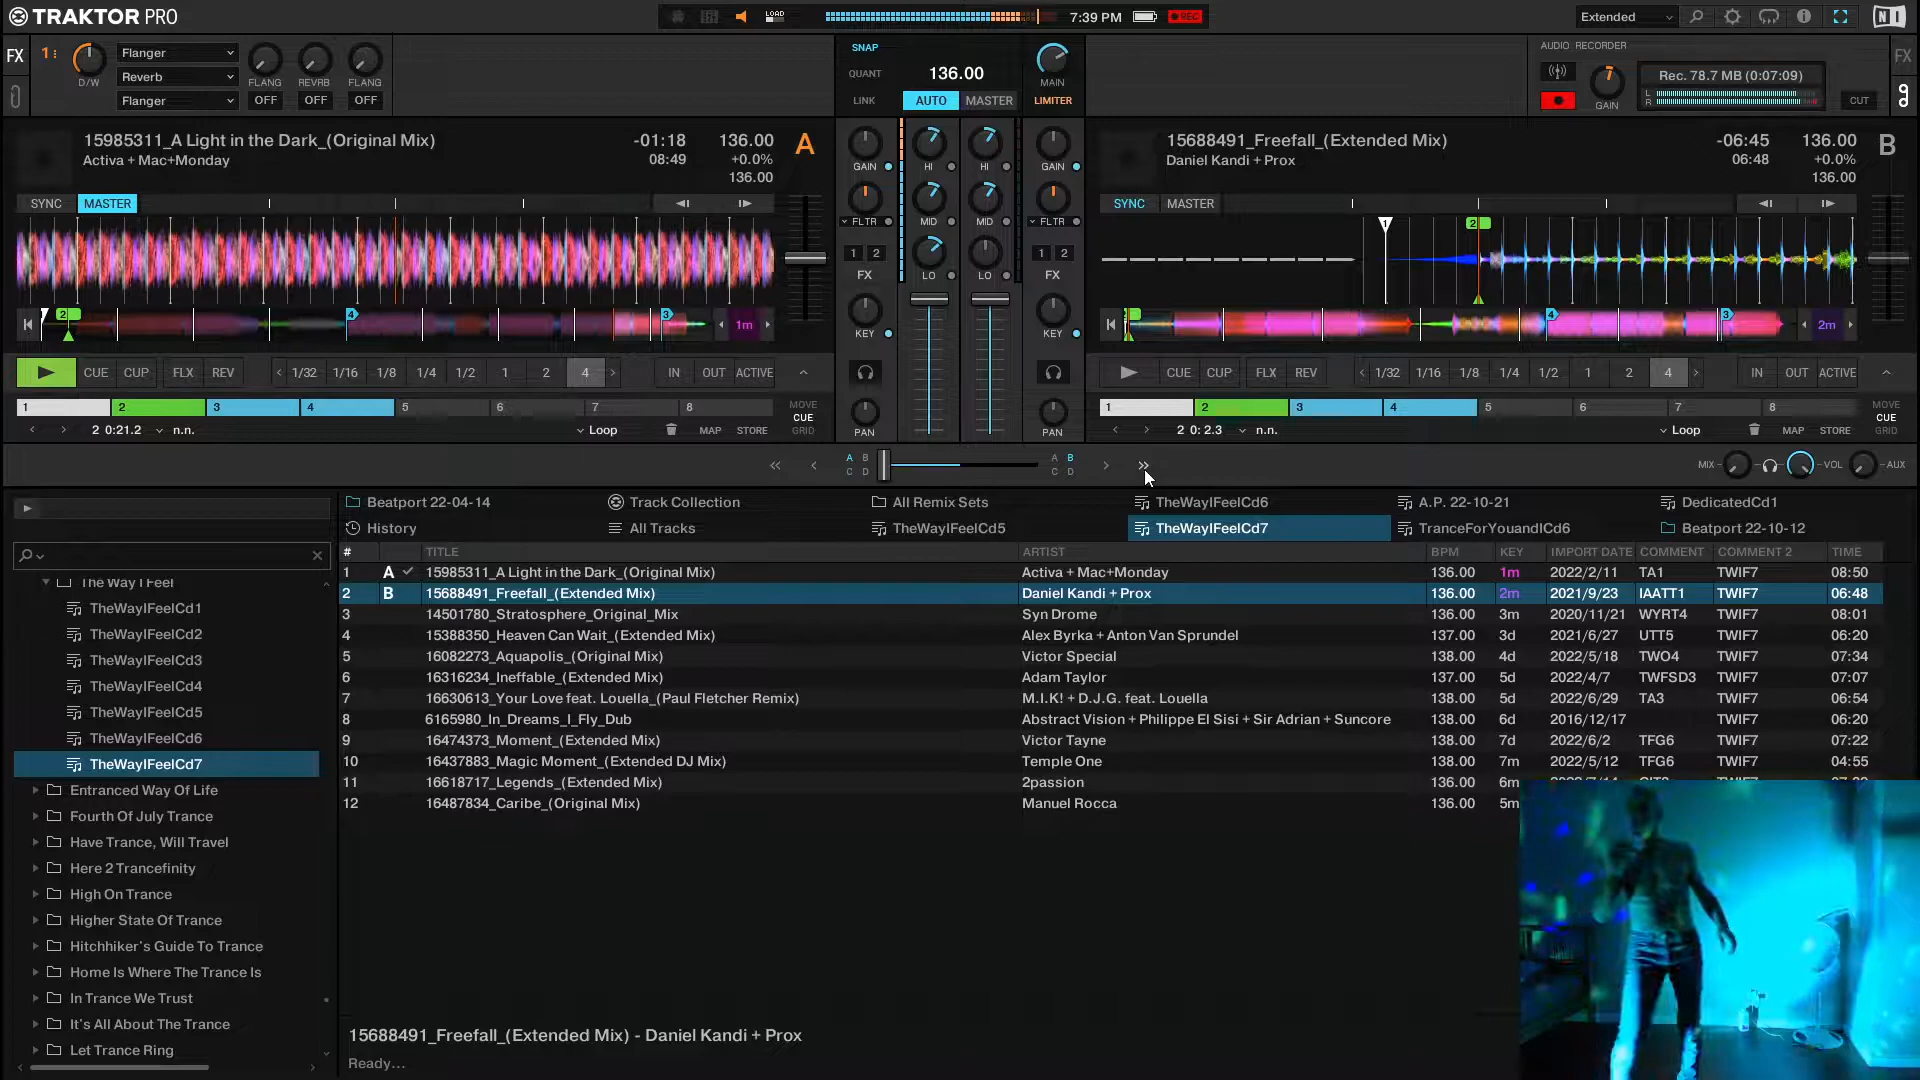 TRAKTOR PRO
LOAD
7:39 PM
REC
Extended
FX
1
D/W
Flanger
Reverb
Flanger
FLANG
REVRB
FLANG
OFF
OFF
OFF
SNAP
QUANT
136.00
LINK
AUTO
MASTER
MAIN
LIMITER
AUDIO RECORDER
GAIN
L
R
Rec. 78.7 MB (0:07:09)
CUT
FX
15985311_A Light in the Dark_(Original Mix)
Activa + Mac+Monday
-01:18
08:49
136.00
+0.0%
136.00
A
SYNC
MASTER
2
4
3
1m
CUE
CUP
FLX
REV
1/32
1/16
1/8
1/4
1/2
1
2
4
IN
OUT
ACTIVE
1
2
3
4
5
6
7
8
MOVE
CUE
GRID
2 0:21.2
n.n.
Loop
MAP
STORE
GAIN
HI
HI
GAIN
FLTR
MID
MID
FLTR
1 2
1 2
FX
LO
LO
FX
KEY
KEY
PAN
PAN
15688491_Freefall_(Extended Mix)
Daniel Kandi + Prox
-06:45
06:48
136.00
+0.0%
136.00
B
SYNC
MASTER
1
2
4
3
2m
CUE
CUP
FLX
REV
1/32
1/16
1/8
1/4
1/2
1
2
4
IN
OUT
ACTIVE
1
2
3
4
5
6
7
8
MOVE
CUE
GRID
2 0: 2.3
n.n.
Loop
MAP
STORE
A B
C D
A B
C D
MIX
VOL
AUX
Beatport 22-04-14
Track Collection
All Remix Sets
TheWayIFeelCd6
A.P. 22-10-21
DedicatedCd1
History
All Tracks
TheWayIFeelCd5
TheWayIFeelCd7
TranceForYouandICd6
Beatport 22-10-12
The Way I Feel
TheWayIFeelCd1
TheWayIFeelCd2
TheWayIFeelCd3
TheWayIFeelCd4
TheWayIFeelCd5
TheWayIFeelCd6
TheWayIFeelCd7
Entranced Way Of Life
Fourth Of July Trance
Have Trance, Will Travel
Here 2 Trancefinity
High On Trance
Higher State Of Trance
Hitchhiker's Guide To Trance
Home Is Where The Trance Is
In Trance We Trust
It's All About The Trance
Let Trance Ring
# TITLE ARTIST BPM KEY IMPORT DATE COMMENT COMMENT 2 TIME
1 A 15985311_A Light in the Dark_(Original Mix) Activa + Mac+Monday 136.00 1m 2022/2/11 TA1 TWIF7 08:50
2 B 15688491_Freefall_(Extended Mix) Daniel Kandi + Prox 136.00 2m 2021/9/23 IAATT1 TWIF7 06:48
3 14501780_Stratosphere_Original_Mix Syn Drome 136.00 3m 2020/11/21 WYRT4 TWIF7 08:01
4 15388350_Heaven Can Wait_(Extended Mix) Alex Byrka + Anton Van Sprundel 137.00 3d 2021/6/27 UTT5 TWIF7 06:20
5 16082273_Aquapolis_(Original Mix) Victor Special 138.00 4d 2022/5/18 TWO4 TWIF7 07:34
6 16316234_Ineffable_(Extended Mix) Adam Taylor 137.00 5d 2022/4/7 TWFSD3 TWIF7 07:07
7 16630613_Your Love feat. Louella_(Paul Fletcher Remix) M.I.K! + D.J.G. feat. Louella 138.00 5d 2022/6/29 TA3 TWIF7 06:54
8 6165980_In_Dreams_I_Fly_Dub Abstract Vision + Philippe El Sisi + Sir Adrian + Suncore 138.00 6d 2016/12/17 TWIF7 06:20
9 16474373_Moment_(Extended Mix) Victor Tayne 138.00 7d 2022/6/2 TFG6 TWIF7 07:22
10 16437883_Magic Moment_(Extended DJ Mix) Temple One 138.00 7m 2022/5/12 TFG6 TWIF7 04:55
11 16618717_Legends_(Extended Mix) 2passion 136.00 6m
12 16487834_Caribe_(Original Mix) Manuel Rocca 136.00 5m
15688491_Freefall_(Extended Mix) - Daniel Kandi + Prox
Ready...